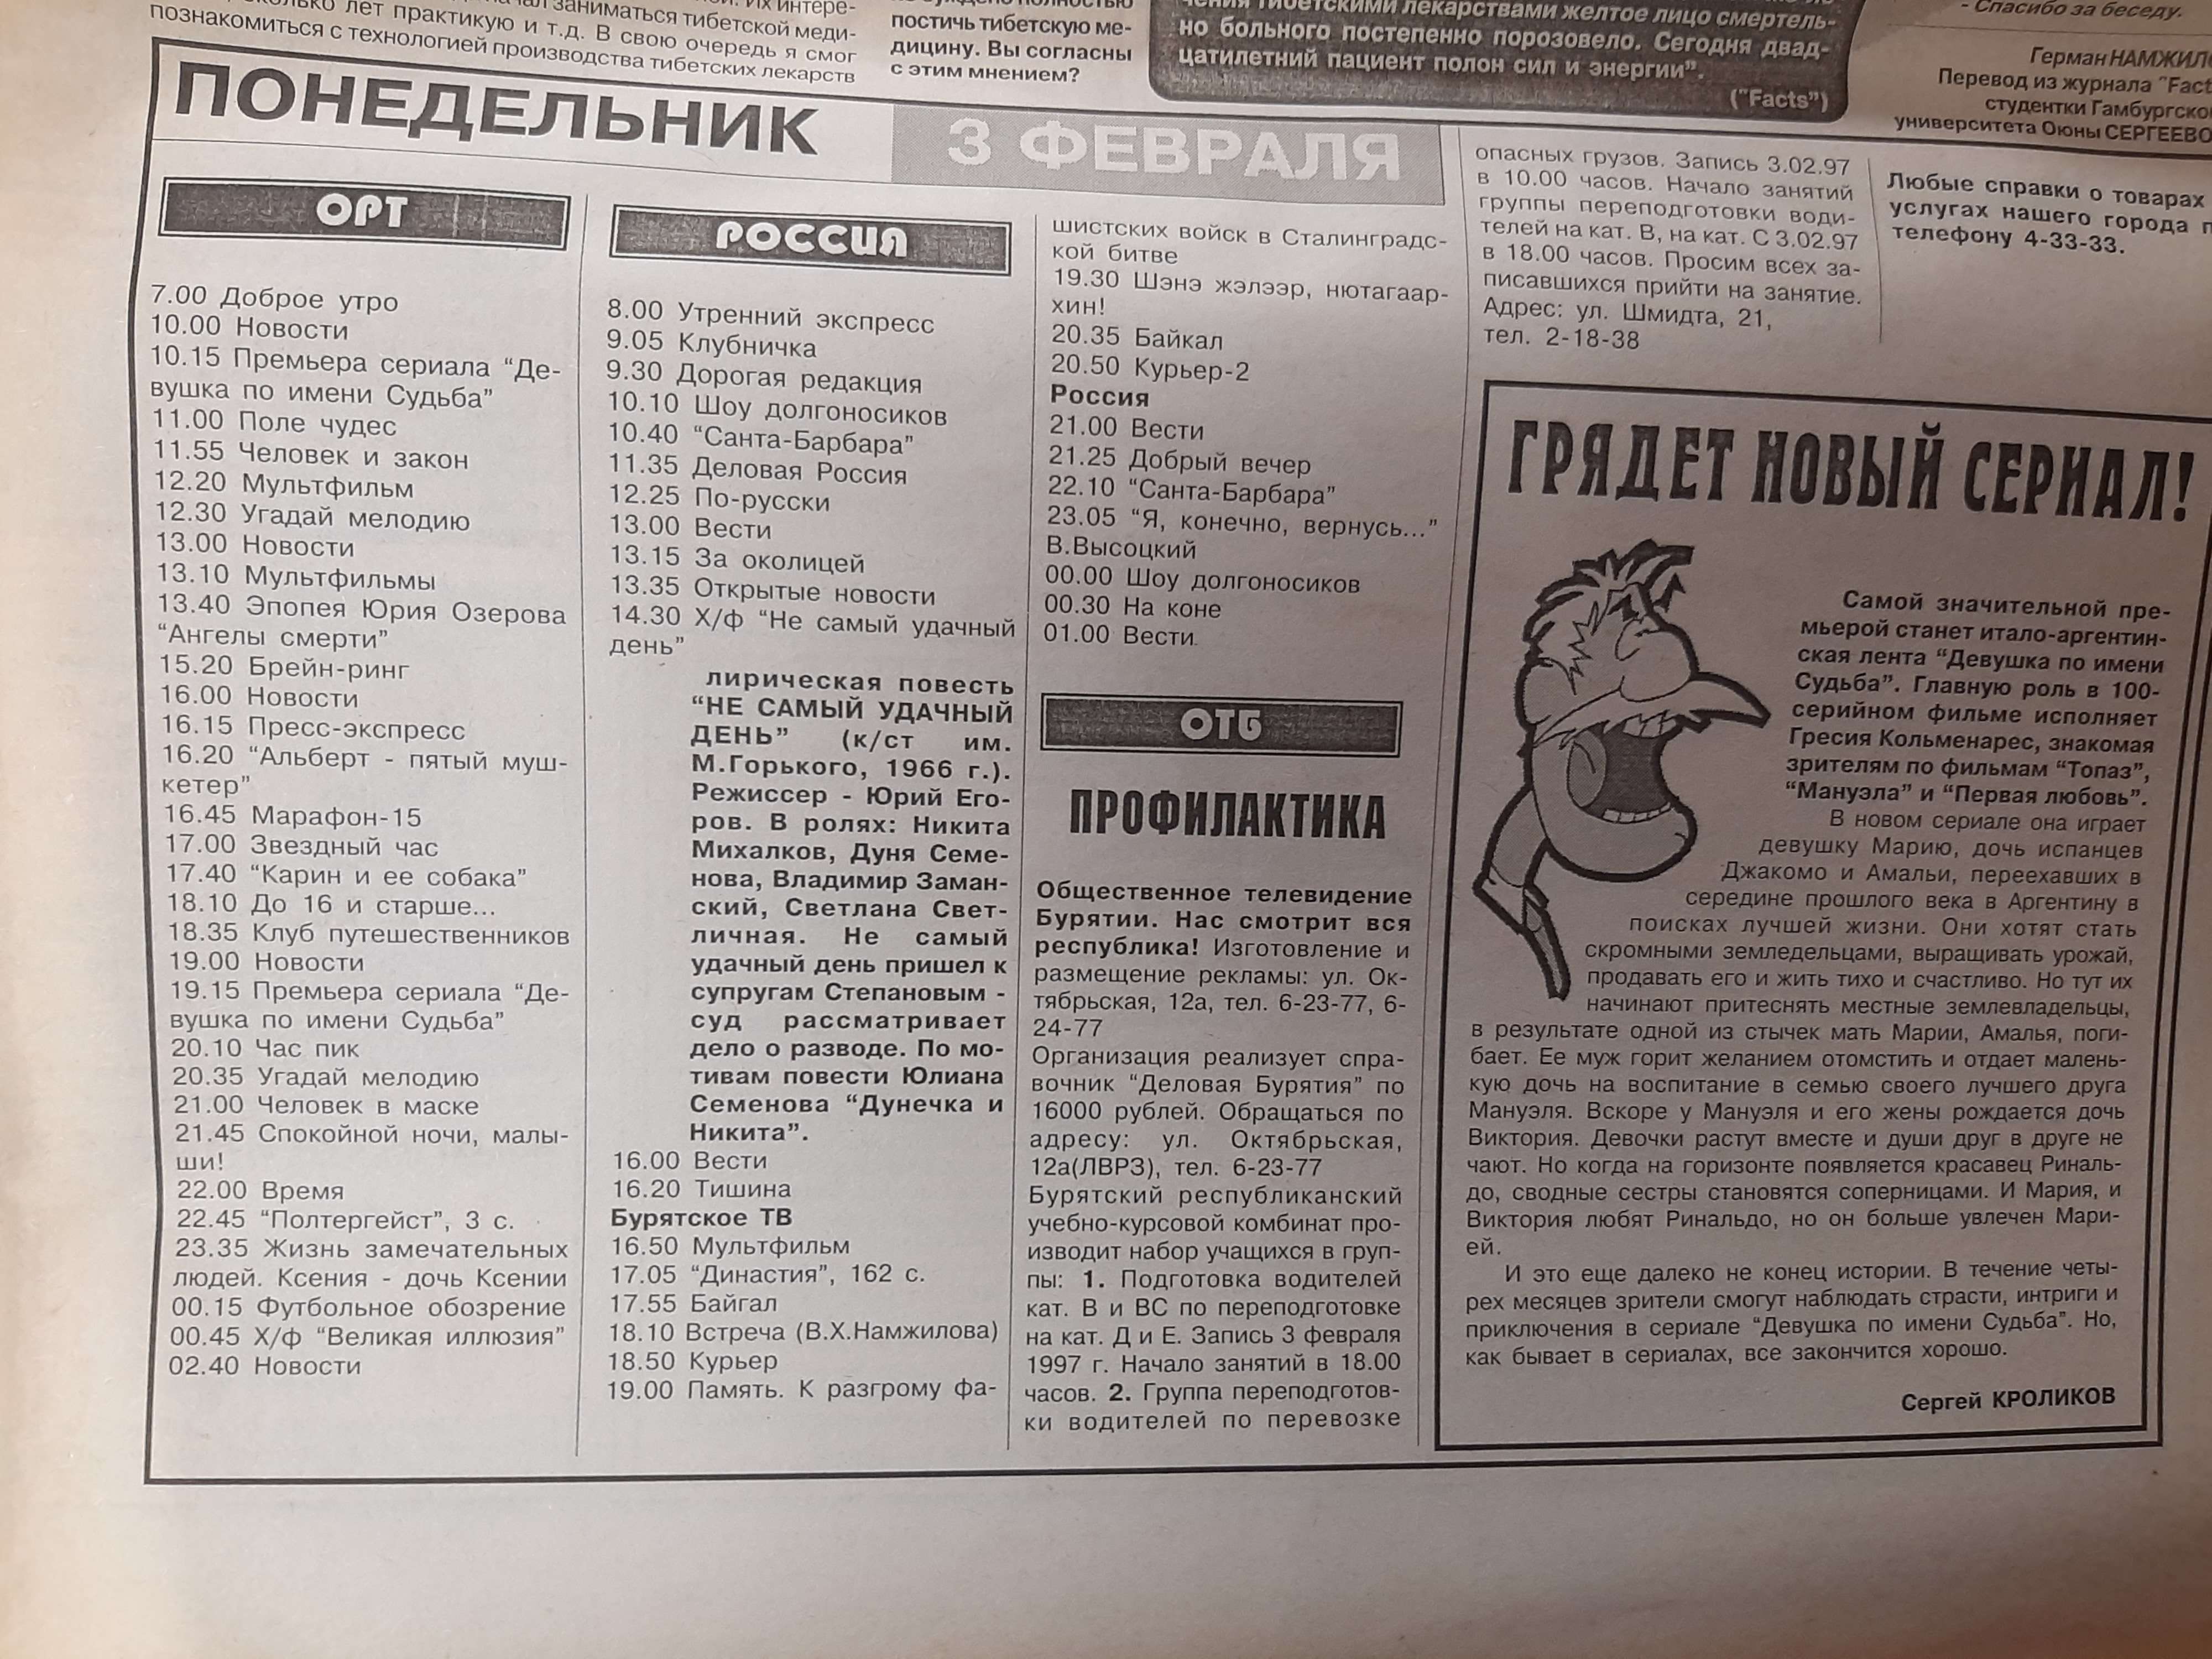 заниматься тибетской меди-
лет практику и т.д. В свою очередь я смог
познакомиться с технологией производства тибетских лекарств
постичь тибетскую ме-
дицину. Вы согласны
с этим мнением?
тибетскими лекарствами желтое лицо смертель-
но больного постепенно порозовело. Сегодня двад-
цатилетний пациент полон сил и энергии”.
(“Facts”)
- Спасибо за беседу.
Герман
Перевод из журнала
студентки
университета Оюны
ПОНЕДЕЛЬНИК
3 ФЕВРАЛЯ
ОРТ
7.00 Доброе утро
10.00 Новости
10.15 Премьера сериала “Де-
вушка по имени Судьба”
11.00 Поле чудес
11.55 Человек и закон
12.20 Мультфильм
12.30 Угадай мелодию
13.00 Новости
13.10 Мультфильмы
13.40 Эпопея Юрия Озерова
“Ангелы смерти”
15.20 Брейн-ринг
16.00 Новости
16.15 Пресс-экспресс
16.20 “Альберт - пятый муш-
кетер”
16.45 Марафон-15
17.00 Звездный час
17.40 “Карин и ее собака”
18.10 До 16 и старше...
18.35 Клуб путешественников
19.00 Новости
19.15 Премьера сериала “Де-
вушка по имени Судьба”
20.10 Час пик
20.35 Угадай мелодию
21.00 Человек в маске
21.45 Спокойной ночи, малы-
ши!
22.00 Время
22.45 “Полтергейст”, 3 с.
23.35 Жизнь замечательных
людей. Ксения - дочь Ксении
00.15 Футбольное обозрение
00.45 Х/ф “Великая иллюзия”
02.40 Новости
РОССИЯ
8.00 Утренний экспресс
9.05 Клубничка
9.30 Дорогая редакция
10.10 Шоу долгоносиков
10.40 “Санта-Барбара”
11.35 Деловая Россия
12.25 По-русски
13.00 Вести
13.15 За околицей
13.35 Открытые новости
14.30 Х/ф “Не самый удачный
день”
лирическая повесть
“НЕ САМЫЙ УДАЧНЫЙ
ДЕНЬ” (к/ст им.
М.Горького, 1966 г.).
Режиссер - Юрий Его-
ров. В ролях: Никита
Михалков, Дуня Семе-
нова, Владимир Заман-
ский, Светлана Свет-
личная. Не самый
удачный день пришел к
супругам Степановым -
суд рассматривает
дело о разводе. По мо-
тивам повести Юлиана
Семенова “Дунечка и
Никита”.
16.00 Вести
16.20 Тишина
Бурятское ТВ
16.50 Мультфильм
17.05 “Династия”, 162 с.
17.55 Байгал
18.10 Встреча (В.Х.Намжилова)
18.50 Курьер
19.00 Память. К разгрому фа-
шистских войск в Сталинградс-
кой битве
19.30 Шэнэ жэлээр, нютагаар-
хин!
20.35 Байкал
20.50 Курьер-2
Россия
21.00 Вести
21.25 Добрый вечер
22.10 “Санта-Барбара”
23.05 “Я, конечно, вернусь...”
В.Высоцкий
00.00 Шоу долгоносиков
00.30 На коне
01.00 Вести.
ОТБ
ПРОФИЛАКТИКА
Общественное телевидение
Бурятии. Нас смотрит вся
республика! Изготовление и
размещение рекламы: ул. Ок-
тябрьская, 12а, тел. 6-23-77, 6-
24-77
Организация реализует спра-
вочник “Деловая Бурятия” по
16000 рублей. Обращаться по
адресу: ул. Октябрьская,
12а(ЛВРЗ), тел. 6-23-77
Бурятский республиканский
учебно-курсовой комбинат про-
изводит набор учащихся в груп-
пы: 1. Подготовка водителей
кат. В и ВС по переподготовке
на кат. Д и Е. Запись 3 февраля
1997 г. Начало занятий в 18.00
часов. 2. Группа переподготов-
ки водителей по перевозке
опасных грузов. Запись 3.02.97
в 10.00 часов. Начало занятий
группы переподготовки води-
телей на кат. В, на кат. С 3.02.97
в 18.00 часов. Просим всех за-
писавшихся прийти на занятие.
Адрес: ул. Шмидта, 21,
тел. 2-18-38
Любые справки о товарах
услугах нашего города
телефону 4-33-33.
ГРЯДЕТ НОВЫЙ СЕРИАЛ!
Самой значительной пре-
мьерой станет итало-аргентин-
ская лента “Девушка по имени
Судьба”. Главную роль в 100-
серийном фильме исполняет
Гресия Кольменарес, знакомая
зрителям по фильмам “Топаз”,
“Мануэла” и “Первая любовь”.
В новом сериале она играет
девушку Марию, дочь испанцев
Джакомо и Амальи, переехавших в
середине прошлого века в Аргентину в
поисках лучшей жизни. Они хотят стать
скромными земледельцами, выращивать урожай,
продавать его и жить тихо и счастливо. Но тут их
начинают притеснять местные землевладельцы,
в результате одной из стычек мать Марии, Амалья, поги-
бает. Ее муж горит желанием отомстить и отдает малень-
кую дочь на воспитание в семью своего лучшего друга
Мануэля. Вскоре у Мануэля и его жены рождается дочь
Виктория. Девочки растут вместе и души друг в друге не
чают. Но когда на горизонте появляется красавец Риналь-
до, сводные сестры становятся соперницами. И Мария, и
Виктория любят Ринальдо, но он больше увлечен Мари-
ей.
И это еще далеко не конец истории. В течение четы-
рех месяцев зрители смогут наблюдать страсти, интриги и
приключения в сериале “Девушка по имени Судьба”. Но,
как бывает в сериалах, все закончится хорошо.
Сергей КРОЛИКОВ